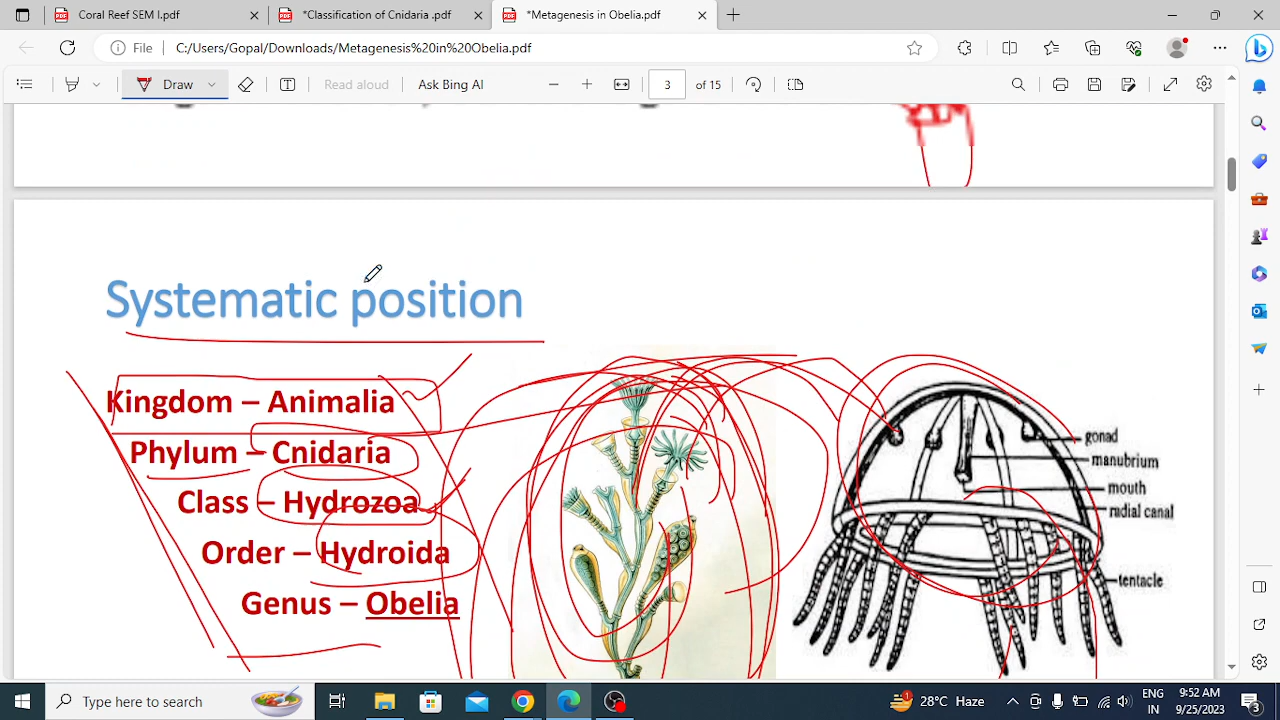 Coral Reef SEM I.pdf
*Classification of Cnidaria .pdf
*Metagenesis in Obelia.pdf
File
C:/Users/Gopal/Downloads/Metagenesis%20in%20Obelia.pdf
Draw
Read aloud
Ask Bing AI
3
of 15
Systematic position
Kingdom – Animalia
Phylum – Cnidaria
Class – Hydrozoa
Order – Hydroida
Genus – Obelia
gonad
manubrium
mouth
radial canal
tentacle
Type here to search
1
28°C Haze
ENG
IN
9:52 AM
9/25/2023
3